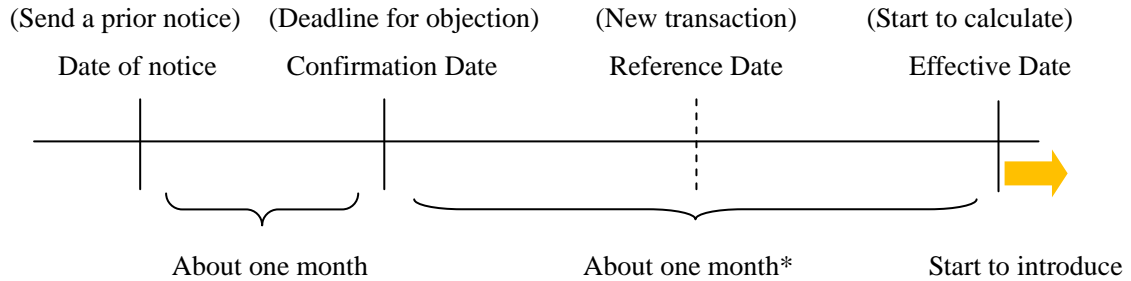 (Send a prior notice) (Deadline for objection) (New transaction) (Start to calculate)
Date of notice Confirmation Date Reference Date Effective Date
About one month About one month* Start to introduce